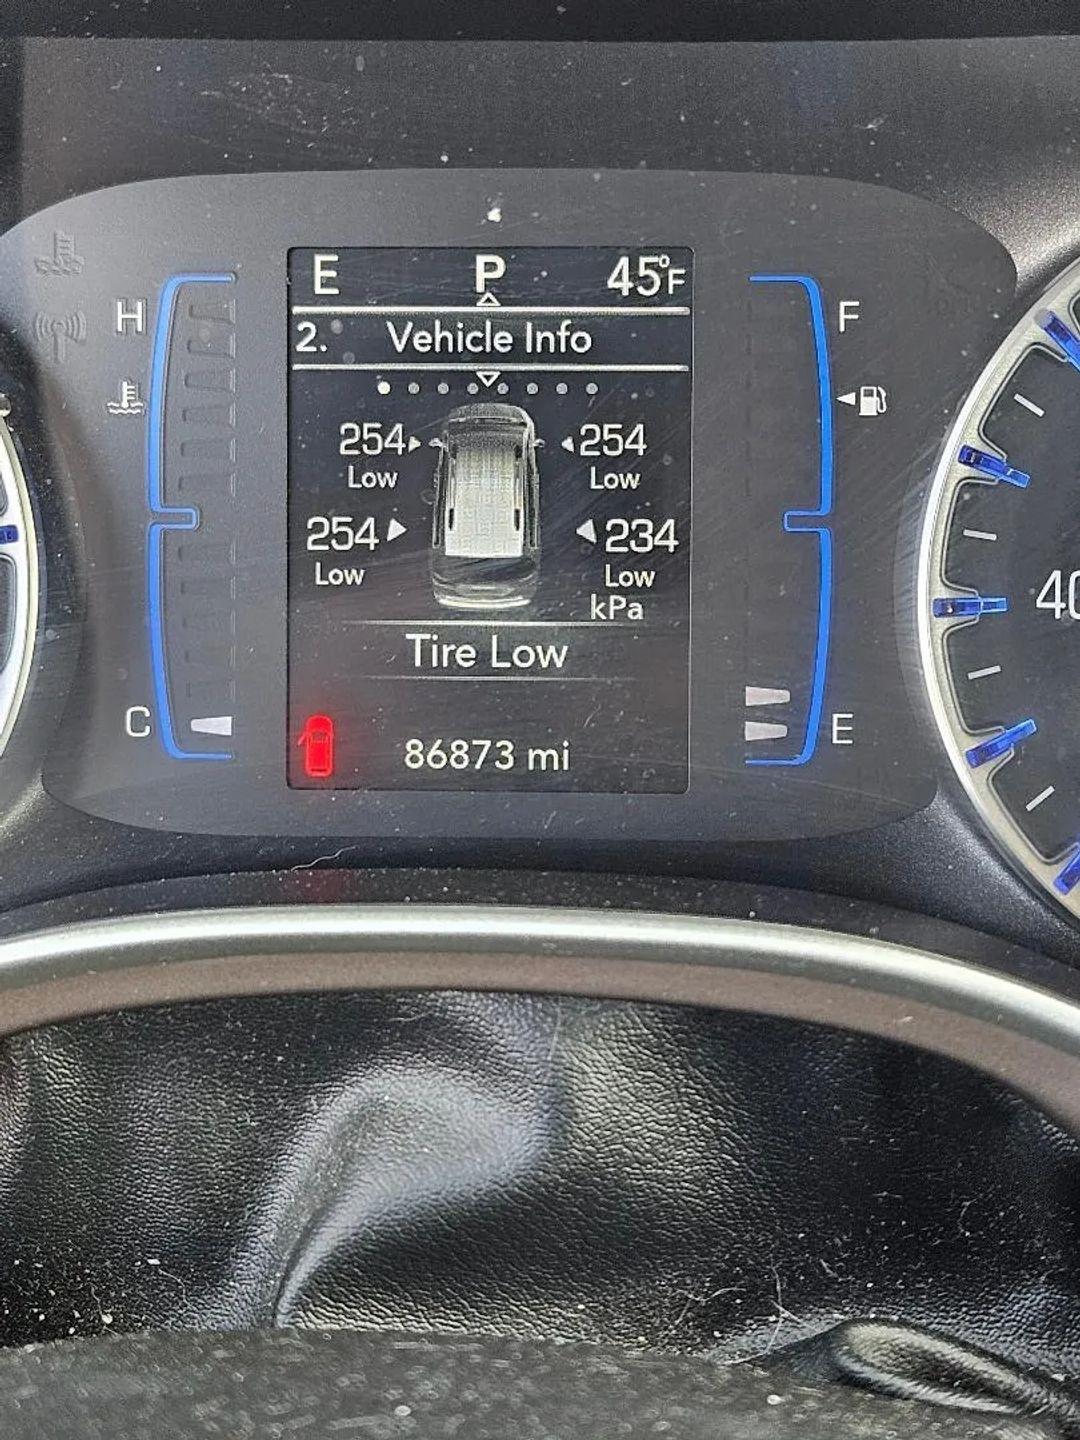 E P 45°F
2. Vehicle Info
H F
254 254
Low Low
254 234
Low Low
kPa
Tire Low
C E
86873 mi